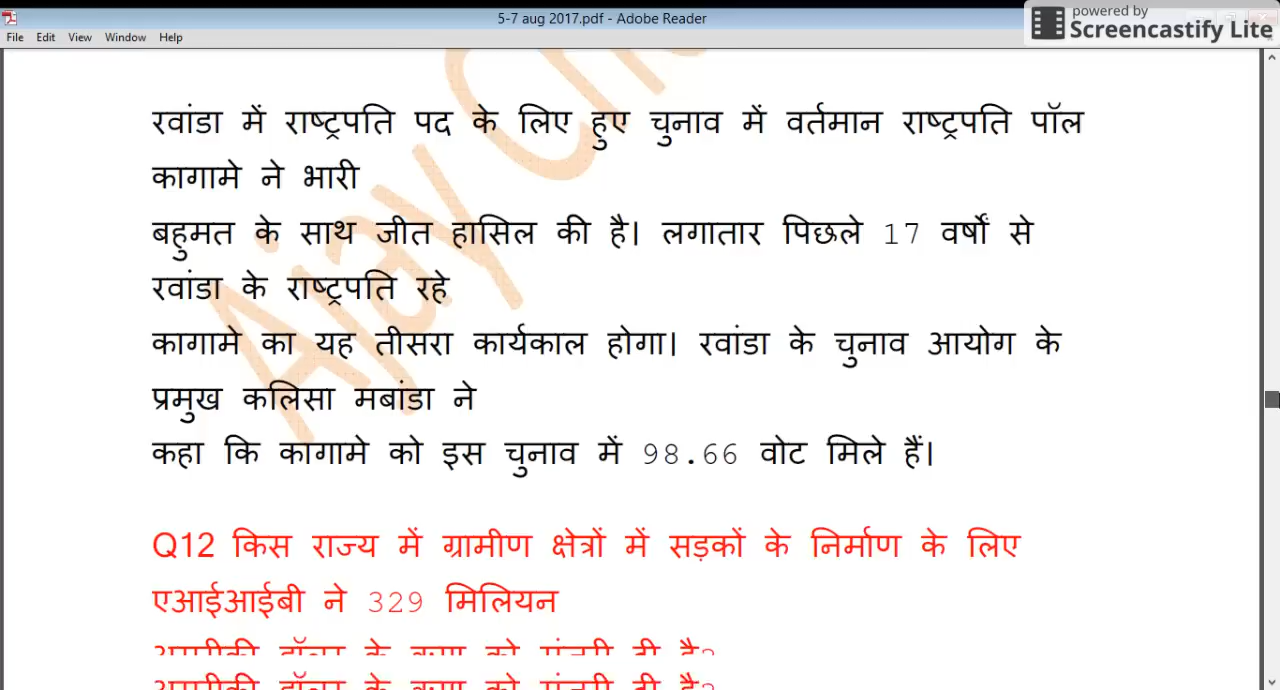 5-7 aug 2017.pdf - Adobe Reader
powered by
Screencastify Lite
File Edit View Window Help
रवांडा में राष्ट्रपति पद के लिए हुए चुनाव में वर्तमान राष्ट्रपति पॉल
कागामे ने भारी
बहुमत के साथ जीत हासिल की है। लगातार पिछले 17 वर्षों से
रवांडा के राष्ट्रपति रहे
कागामे का यह तीसरा कार्यकाल होगा। रवांडा के चुनाव आयोग के
प्रमुख कलिसा मबांडा ने
कहा कि कागामे को इस चुनाव में 98.66 वोट मिले हैं।
Q12 किस राज्य में ग्रामीण क्षेत्रों में सड़कों के निर्माण के लिए
एआईआईबी ने 329 मिलियन
Ajay